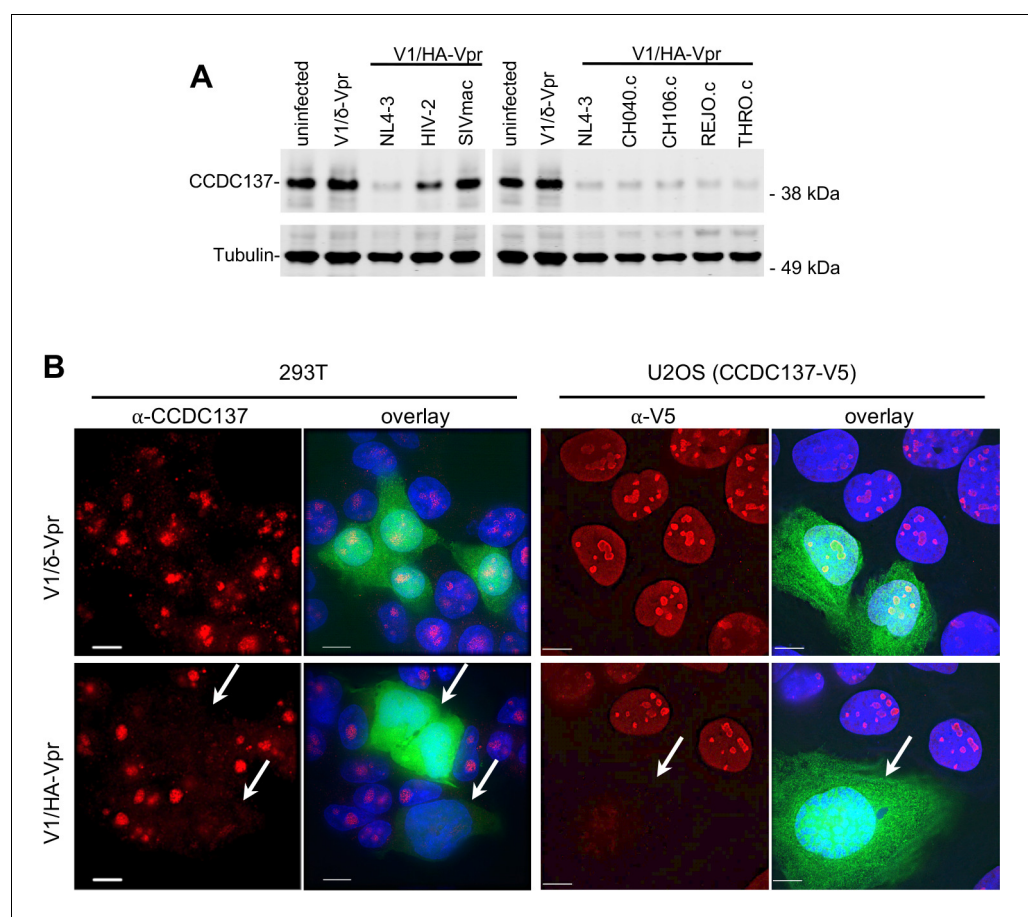 A
V1/HA-Vpr
V1/HA-Vpr
uninfected
V1/δ-Vpr
NL4-3
HIV-2
SIVmac
uninfected
V1/δ-Vpr
NL4-3
CH040.c
CH106.c
REJO.c
THRO.c
CCDC137-
- 38 kDa
Tubulin-
- 49 kDa
B
293T
U2OS (CCDC137-V5)
α-CCDC137
overlay
α-V5
overlay
V1/δ-Vpr
V1/HA-Vpr